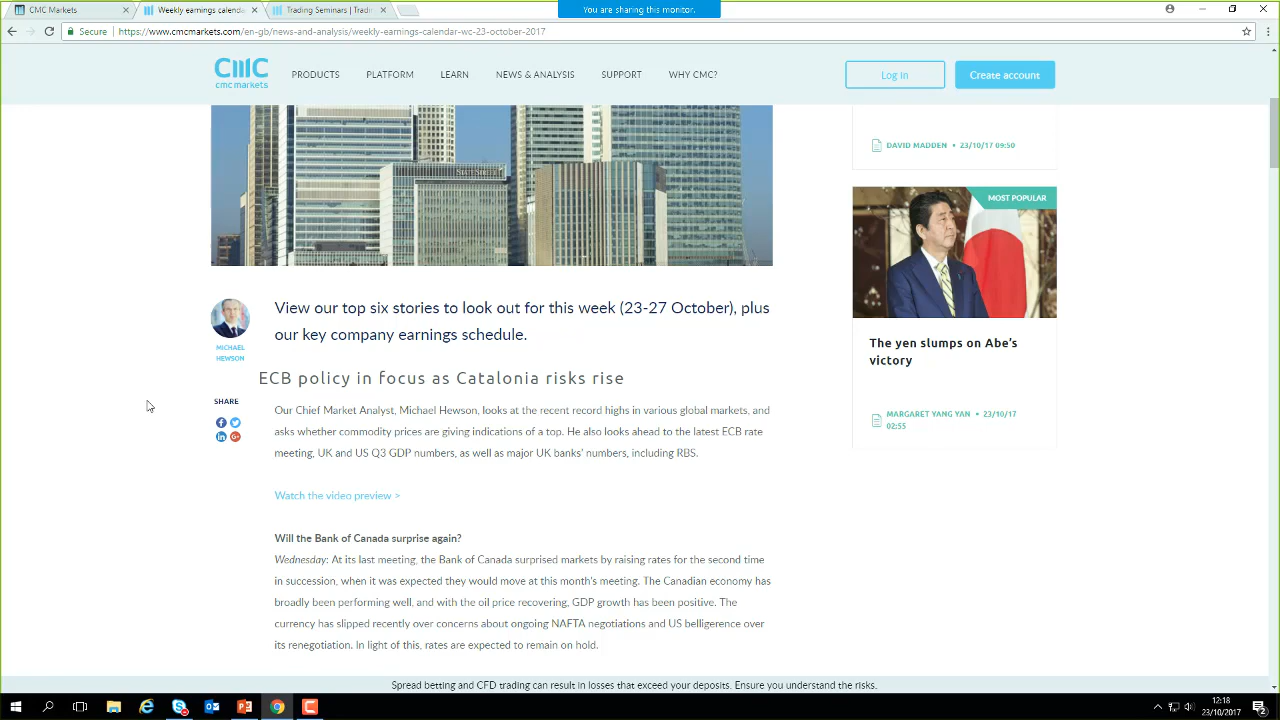 You are sharing this monitor.
CMC Markets
Weekly earnings calenda
Trading Seminars | Tradin
Secure
https://www.cmcmarkets.com/en-gb/news-and-analysis/weekly-earnings-calendar-wc-23-october-2017
cmc markets
PRODUCTS
PLATFORM
LEARN
NEWS & ANALYSIS
SUPPORT
WHY CMC?
Log in
Create account
STATE STREET
DAVID MADDEN • 23/10/17 09:50
MOST POPULAR
The yen slumps on Abe's
victory
MARGARET YANG YAN • 23/10/17
02:55
View our top six stories to look out for this week (23-27 October), plus
our key company earnings schedule.
MICHAEL
HEWSON
SHARE
ECB policy in focus as Catalonia risks rise
Our Chief Market Analyst, Michael Hewson, looks at the recent record highs in various global markets, and
asks whether commodity prices are giving indications of a top. He also looks ahead to the latest ECB rate
meeting, UK and US Q3 GDP numbers, as well as major UK banks' numbers, including RBS.
Watch the video preview >
Will the Bank of Canada surprise again?
Wednesday: At its last meeting, the Bank of Canada surprised markets by raising rates for the second time
in succession, when it was expected they would move at this month's meeting. The Canadian economy has
broadly been performing well, and with the oil price recovering, GDP growth has been positive. The
currency has slipped recently over concerns about ongoing NAFTA negotiations and US belligerence over
its renegotiation. In light of this, rates are expected to remain on hold.
Spread betting and CFD trading can result in losses that exceed your deposits. Ensure you understand the risks.
12:18
23/10/2017